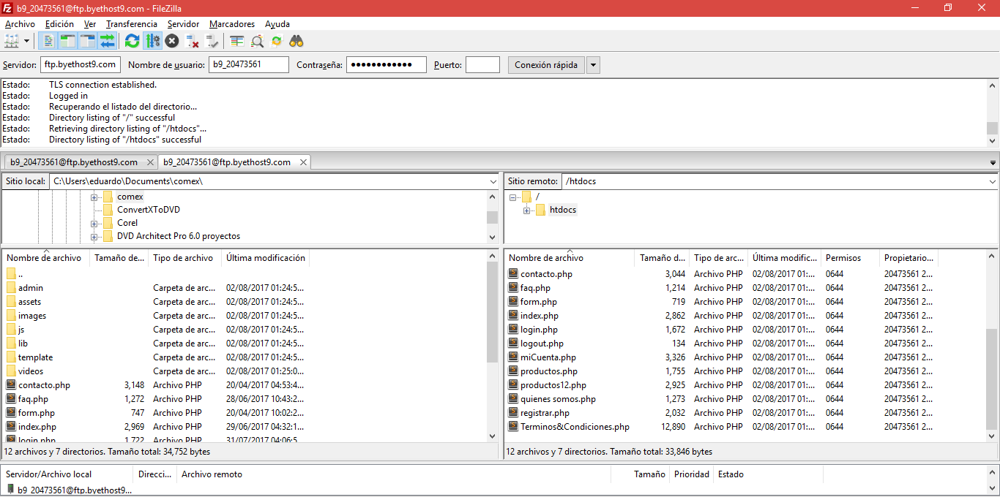 b9_20473561@ftp.byethost9.com - FileZilla
Archivo Edición Ver Transferencia Servidor Marcadores Ayuda
Servidor: ftp.byethost9.com Nombre de usuario: b9_20473561 Contraseña: ●●●●●●●●●●●● Puerto: Conexión rápida
Estado: TLS connection established.
Estado: Logged in
Estado: Recuperando el listado del directorio...
Estado: Directory listing of "/" successful
Estado: Retrieving directory listing of "/htdocs"...
Estado: Directory listing of "/htdocs" successful
b9_20473561@ftp.byethost9.com b9_20473561@ftp.byethost9.com
Sitio local: C:\Users\eduardo\Documents\comex\
comex
ConvertXToDVD
Corel
DVD Architect Pro 6.0 proyectos
Nombre de archivo Tamaño de... Tipo de archivo Última modificación
..
admin Carpeta de arc... 02/08/2017 01:24:5...
assets Carpeta de arc... 02/08/2017 01:24:5...
images Carpeta de arc... 02/08/2017 01:24:5...
js Carpeta de arc... 02/08/2017 01:24:5...
lib Carpeta de arc... 02/08/2017 01:24:5...
template Carpeta de arc... 02/08/2017 01:24:5...
videos Carpeta de arc... 02/08/2017 01:25:0...
contacto.php 3,148 Archivo PHP 20/04/2017 04:53:4...
faq.php 1,272 Archivo PHP 28/06/2017 10:43:2...
form.php 747 Archivo PHP 20/04/2017 10:02:2...
index.php 2,969 Archivo PHP 29/06/2017 04:32:1...
login.php 1,722 Archivo PHP 31/07/2017 04:06:5...
12 archivos y 7 directorios. Tamaño total: 34,752 bytes
Sitio remoto: /htdocs
/
htdocs
Nombre de archivo Tamaño d... Tipo de arc... Última modific... Permisos Propietario...
contacto.php 3,044 Archivo PHP 02/08/2017 01:... 0644 20473561 2...
faq.php 1,214 Archivo PHP 02/08/2017 01:... 0644 20473561 2...
form.php 719 Archivo PHP 02/08/2017 01:... 0644 20473561 2...
index.php 2,862 Archivo PHP 02/08/2017 01:... 0644 20473561 2...
login.php 1,672 Archivo PHP 02/08/2017 01:... 0644 20473561 2...
logout.php 134 Archivo PHP 02/08/2017 01:... 0644 20473561 2...
miCuenta.php 3,326 Archivo PHP 02/08/2017 01:... 0644 20473561 2...
productos.php 1,755 Archivo PHP 02/08/2017 01:... 0644 20473561 2...
productos12.php 2,925 Archivo PHP 02/08/2017 01:... 0644 20473561 2...
quienes somos.php 1,273 Archivo PHP 02/08/2017 01:... 0644 20473561 2...
registrar.php 2,032 Archivo PHP 02/08/2017 01:... 0644 20473561 2...
Terminos&Condiciones.php 12,890 Archivo PHP 02/08/2017 01:... 0644 20473561 2...
12 archivos y 7 directorios. Tamaño total: 33,846 bytes
Servidor/Archivo local Direcci... Archivo remoto Tamaño Prioridad Estado
b9_20473561@ftp.byethost9...